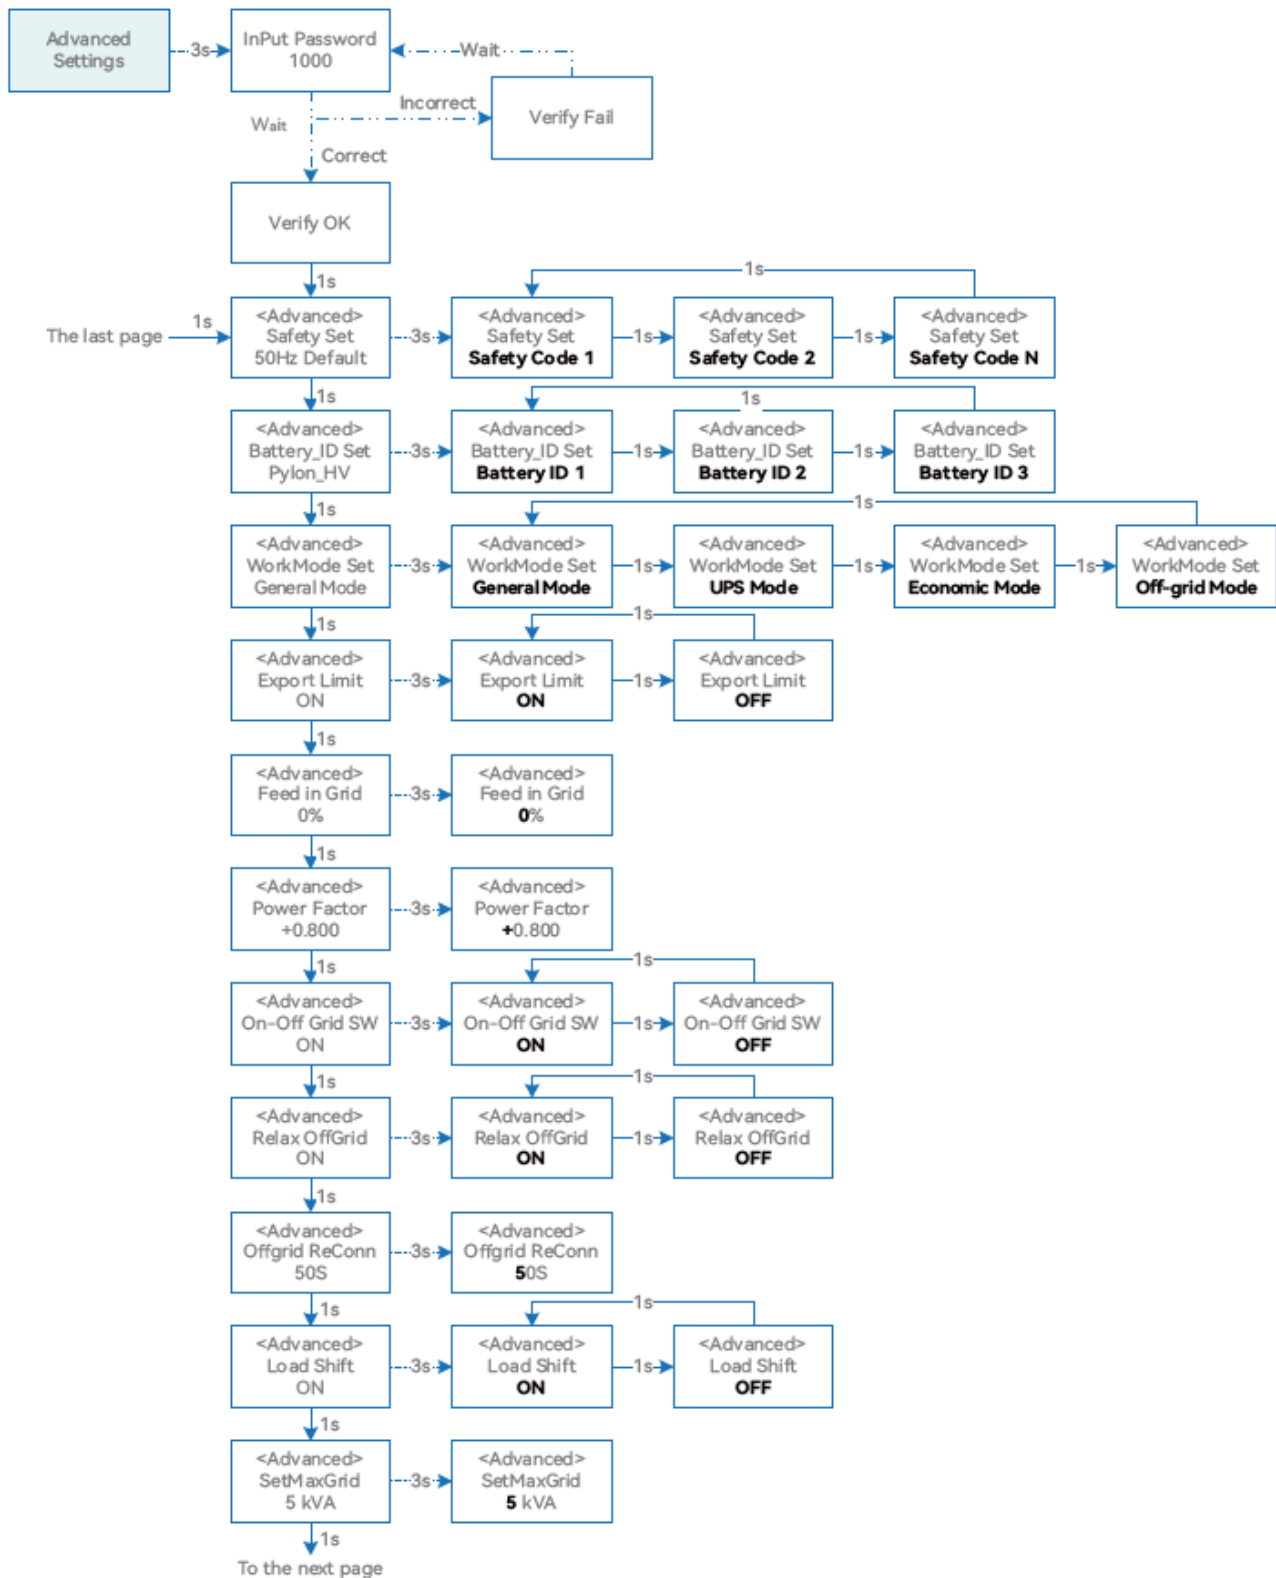 Advanced
Settings
3s
InPut Password
1000
Wait
Incorrect
Wait
Verify Fail
Correct
Verify OK
1s
1s
The last page
1s
<Advanced>
Safety Set
50Hz Default
3s
<Advanced>
Safety Set
Safety Code 1
1s
<Advanced>
Safety Set
Safety Code 2
1s
<Advanced>
Safety Set
Safety Code N
1s
1s
<Advanced>
Battery_ID Set
Pylon_HV
3s
<Advanced>
Battery_ID Set
Battery ID 1
1s
<Advanced>
Battery_ID Set
Battery ID 2
1s
<Advanced>
Battery_ID Set
Battery ID 3
1s
1s
<Advanced>
WorkMode Set
General Mode
3s
<Advanced>
WorkMode Set
General Mode
1s
<Advanced>
WorkMode Set
UPS Mode
1s
<Advanced>
WorkMode Set
Economic Mode
1s
<Advanced>
WorkMode Set
Off-grid Mode
1s
1s
<Advanced>
Export Limit
ON
3s
<Advanced>
Export Limit
ON
1s
<Advanced>
Export Limit
OFF
1s
<Advanced>
Feed in Grid
0%
3s
<Advanced>
Feed in Grid
0%
1s
<Advanced>
Power Factor
+0.800
3s
<Advanced>
Power Factor
+0.800
1s
1s
<Advanced>
On-Off Grid SW
ON
3s
<Advanced>
On-Off Grid SW
ON
1s
<Advanced>
On-Off Grid SW
OFF
1s
1s
<Advanced>
Relax OffGrid
ON
3s
<Advanced>
Relax OffGrid
ON
1s
<Advanced>
Relax OffGrid
OFF
1s
<Advanced>
Offgrid ReConn
50S
3s
<Advanced>
Offgrid ReConn
50S
1s
1s
<Advanced>
Load Shift
ON
3s
<Advanced>
Load Shift
ON
1s
<Advanced>
Load Shift
OFF
1s
<Advanced>
SetMaxGrid
5 kVA
3s
<Advanced>
SetMaxGrid
5 kVA
1s
To the next page